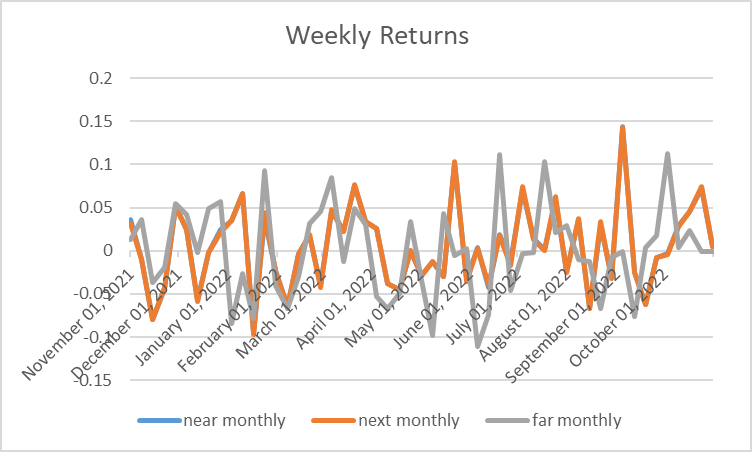 Weekly Returns
0.2
0.15
0.1
0.05
0
-0.05
-0.1
-0.15
November 01, 2021
December 01, 2021
January 01, 2022
February 01, 2022
March 01, 2022
April 01, 2022
May 01, 2022
June 01, 2022
July 01, 2022
August 01, 2022
September 01, 2022
October 01, 2022
near monthly next monthly far monthly